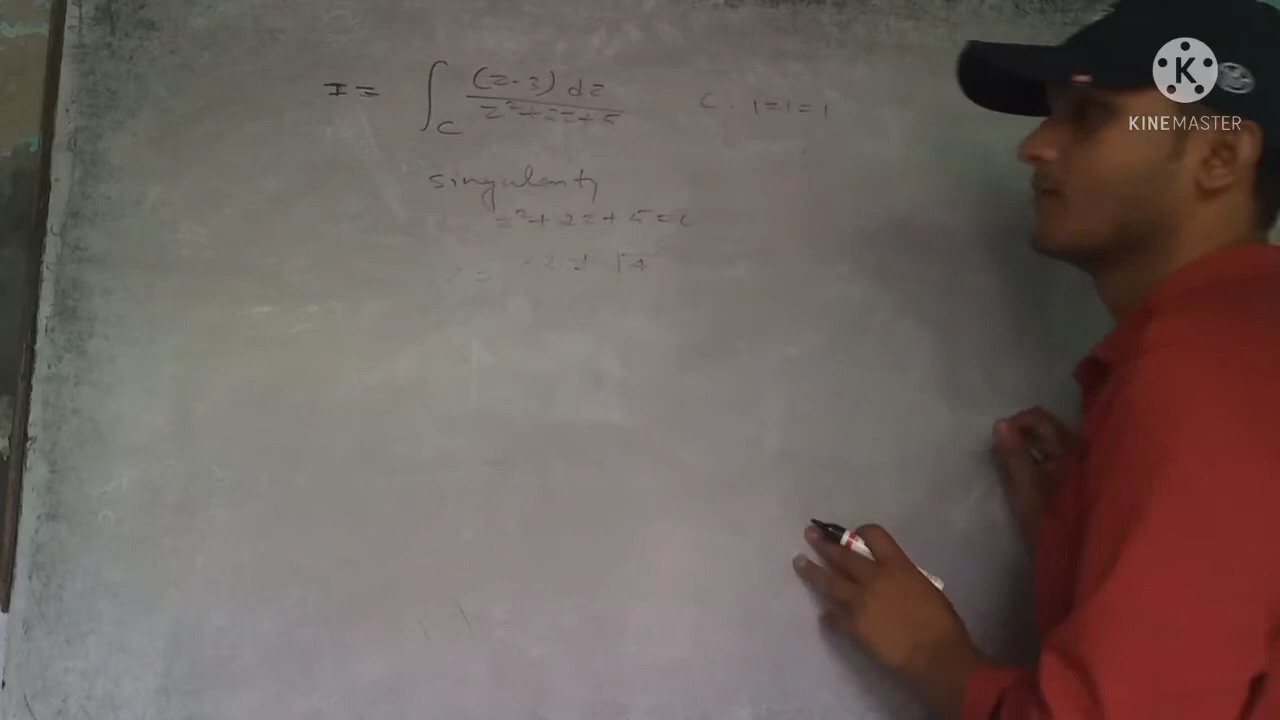 I = ∫_C (z-3) dz / z²+2z+5 C: |z|=1
singularity
z²+2z+5=0
z = -2 ± √4
K
KINEMASTER